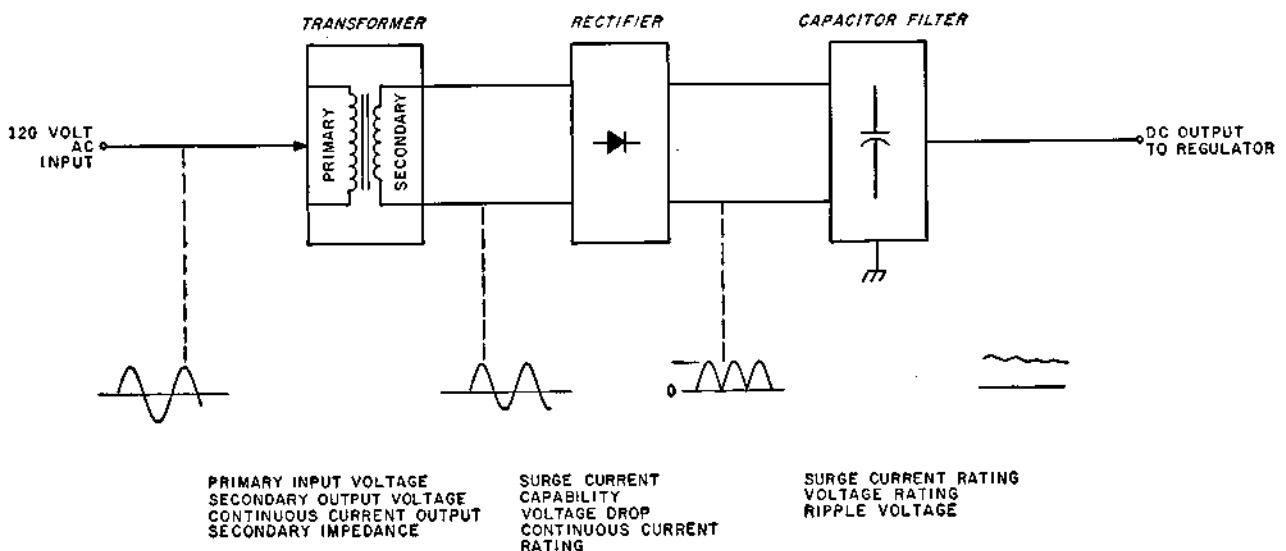 TRANSFORMER
RECTIFIER
CAPACITOR FILTER
120 VOLT
AC
INPUT
PRIMARY
SECONDARY
DC OUTPUT
TO REGULATOR
0
PRIMARY INPUT VOLTAGE
SECONDARY OUTPUT VOLTAGE
CONTINUOUS CURRENT OUTPUT
SECONDARY IMPEDANCE
SURGE CURRENT
CAPABILITY
VOLTAGE DROP
CONTINUOUS CURRENT
RATING
SURGE CURRENT RATING
VOLTAGE RATING
RIPPLE VOLTAGE